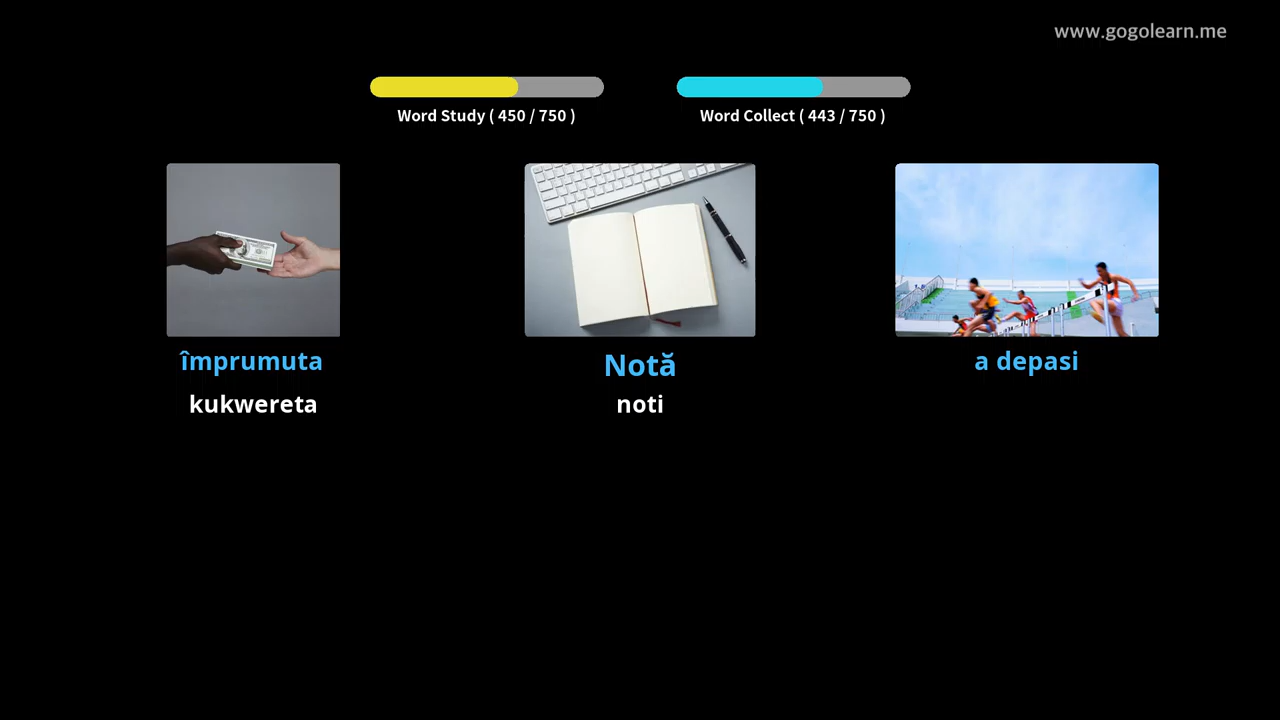 www.gogolearn.me
Word Study ( 450 / 750 )
Word Collect ( 443 / 750 )
împrumuta
Notă
a depasi
kukwereta
noti